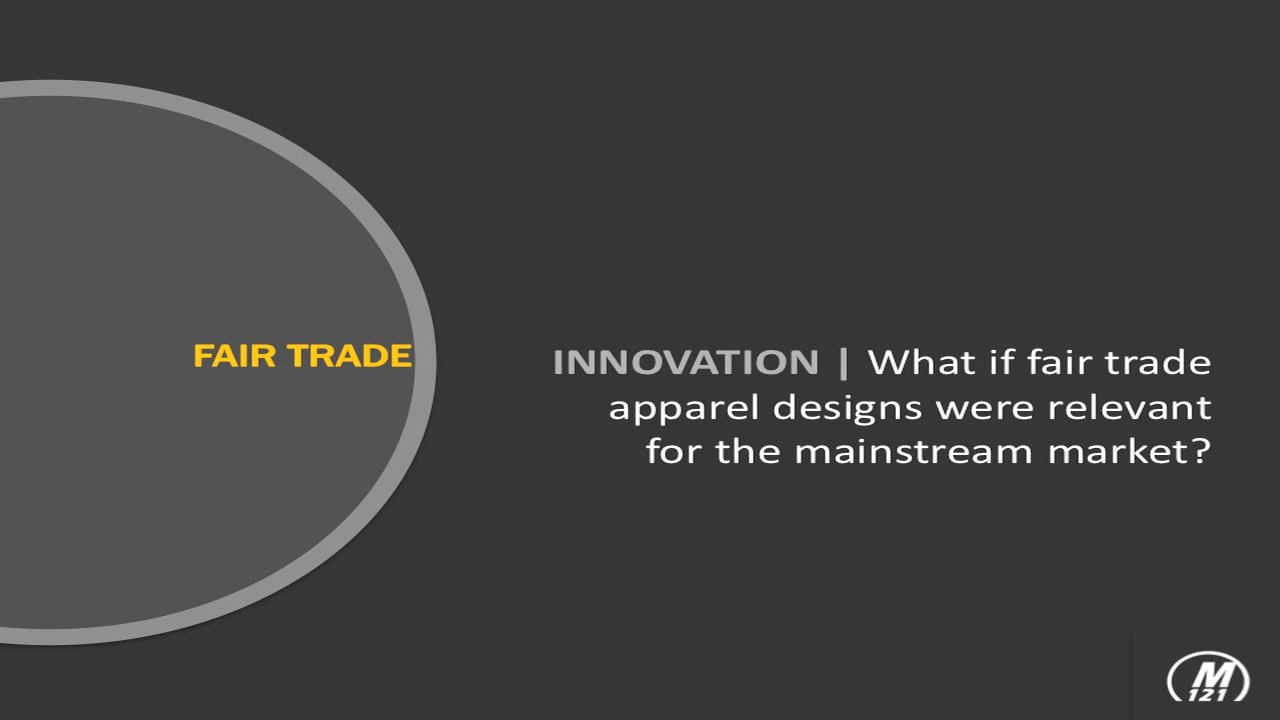 FAIR TRADE
INNOVATION | What if fair trade
apparel designs were relevant
for the mainstream market?
M
121